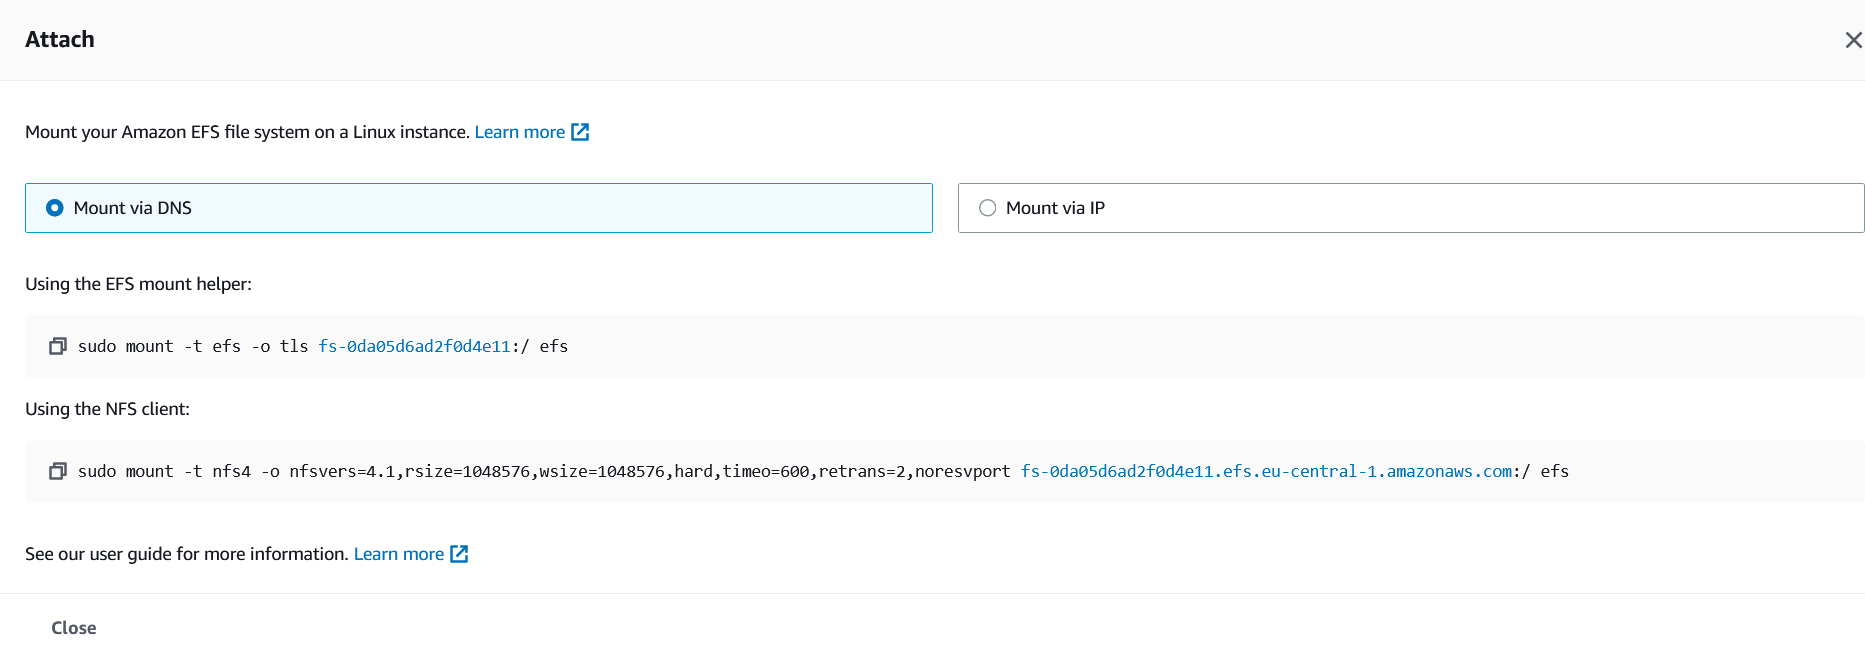 Attach
Mount your Amazon EFS file system on a Linux instance. Learn more
Mount via DNS
Mount via IP
Using the EFS mount helper:
sudo mount -t efs -o tls fs-0da05d6ad2f0d4e11:/ efs
Using the NFS client:
sudo mount -t nfs4 -o nfsvers=4.1,rsize=1048576,wsize=1048576,hard,timeo=600,retrans=2,noresvport fs-0da05d6ad2f0d4e11.efs.eu-central-1.amazonaws.com:/ efs
See our user guide for more information. Learn more
Close